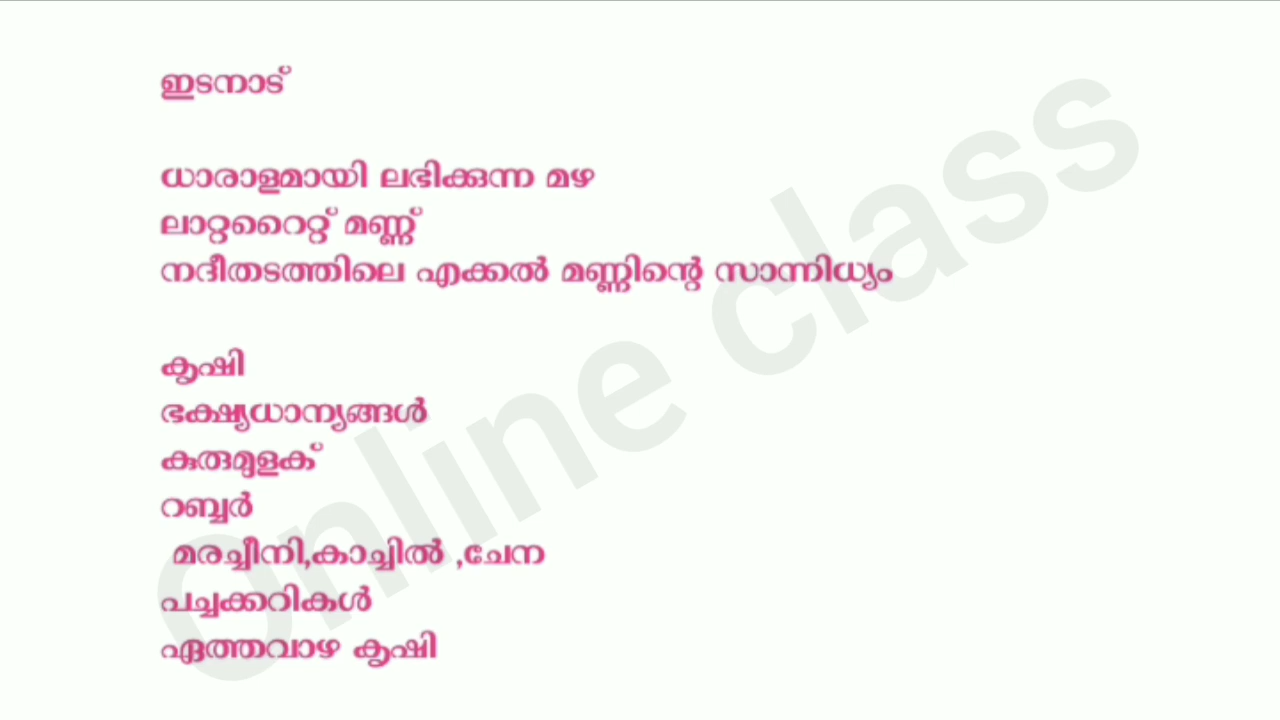 ഇടനാട്
ധാരാളമായി ലഭിക്കുന്ന മഴ
ലാറ്ററൈറ്റ് മണ്ണ്
നദീതടത്തിലെ എക്കൽ മണ്ണിന്റെ സാന്നിധ്യം
കൃഷി
ഭക്ഷ്യധാന്യങ്ങൾ
കുരുമുളക്
റബ്ബർ
മരച്ചീനി,കാച്ചിൽ ,ചേന
പച്ചക്കറികൾ
ഏത്തവാഴ കൃഷി
Online class